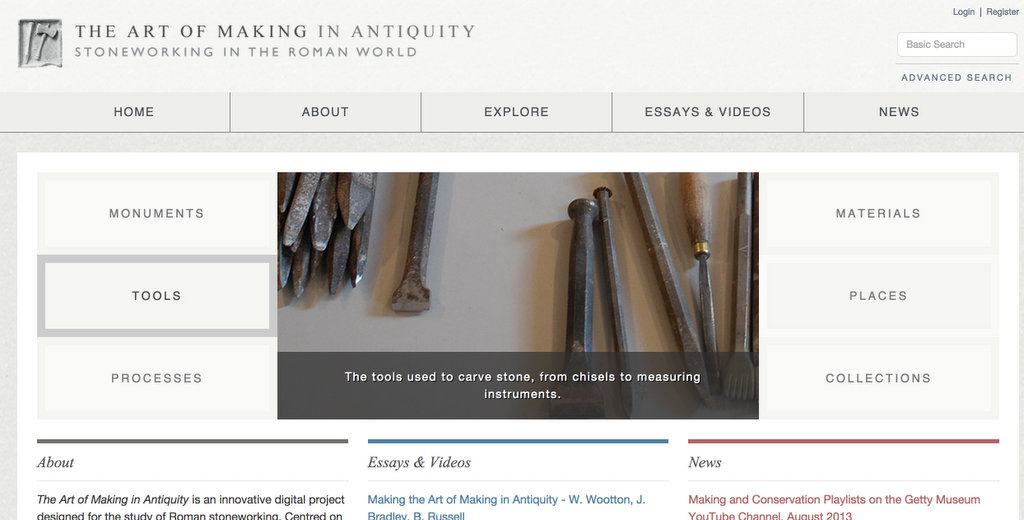 Login | Register
THE ART OF MAKING IN ANTIQUITY
STONEWORKING IN THE ROMAN WORLD
Basic Search
ADVANCED SEARCH
HOME
ABOUT
EXPLORE
ESSAYS & VIDEOS
NEWS
MONUMENTS
TOOLS
PROCESSES
The tools used to carve stone, from chisels to measuring
instruments.
MATERIALS
PLACES
COLLECTIONS
About
The Art of Making in Antiquity is an innovative digital project
designed for the study of Roman stoneworking. Centred on
Essays & Videos
Making the Art of Making in Antiquity - W. Wootton, J.
Bradley, B. Russell
News
Making and Conservation Playlists on the Getty Museum
YouTube Channel, August 2013